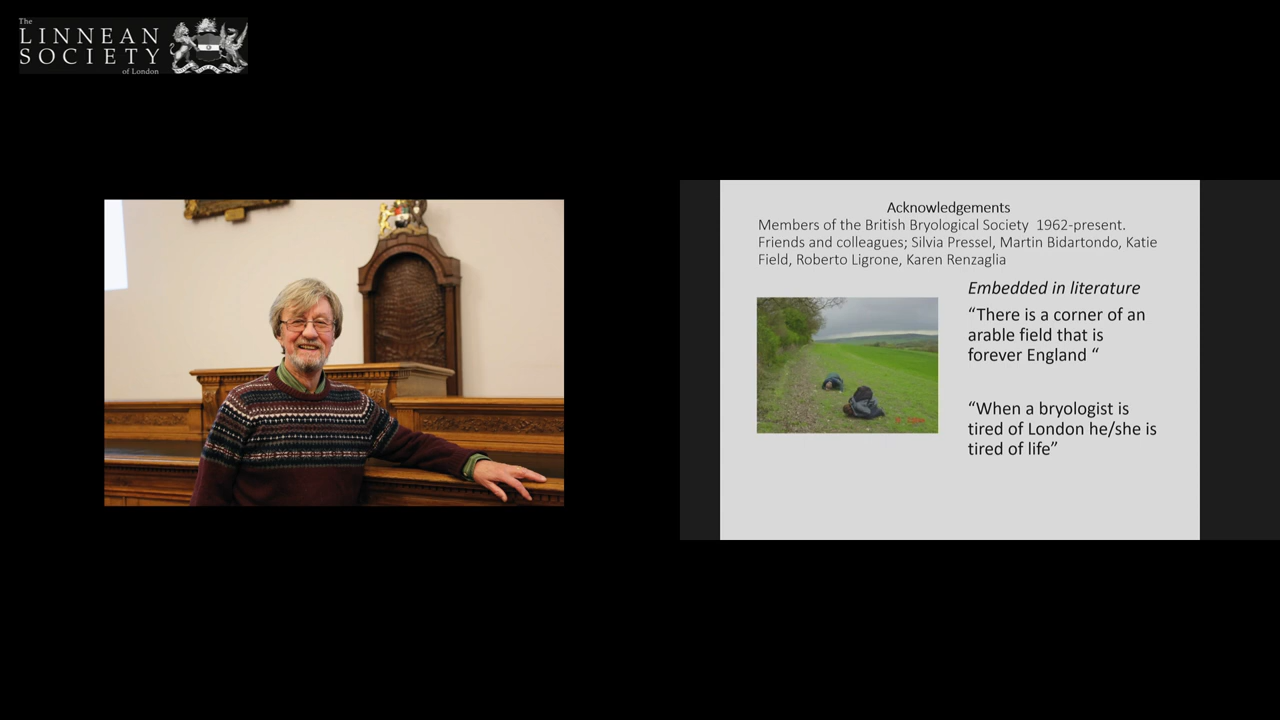 The
LINNEAN
SOCIETY
of London
Acknowledgements
Members of the British Bryological Society 1962-present.
Friends and colleagues; Silvia Pressel, Martin Bidartondo, Katie
Field, Roberto Ligrone, Karen Renzaglia
Embedded in literature
“There is a corner of an
arable field that is
forever England “
“When a bryologist is
tired of London he/she is
tired of life”